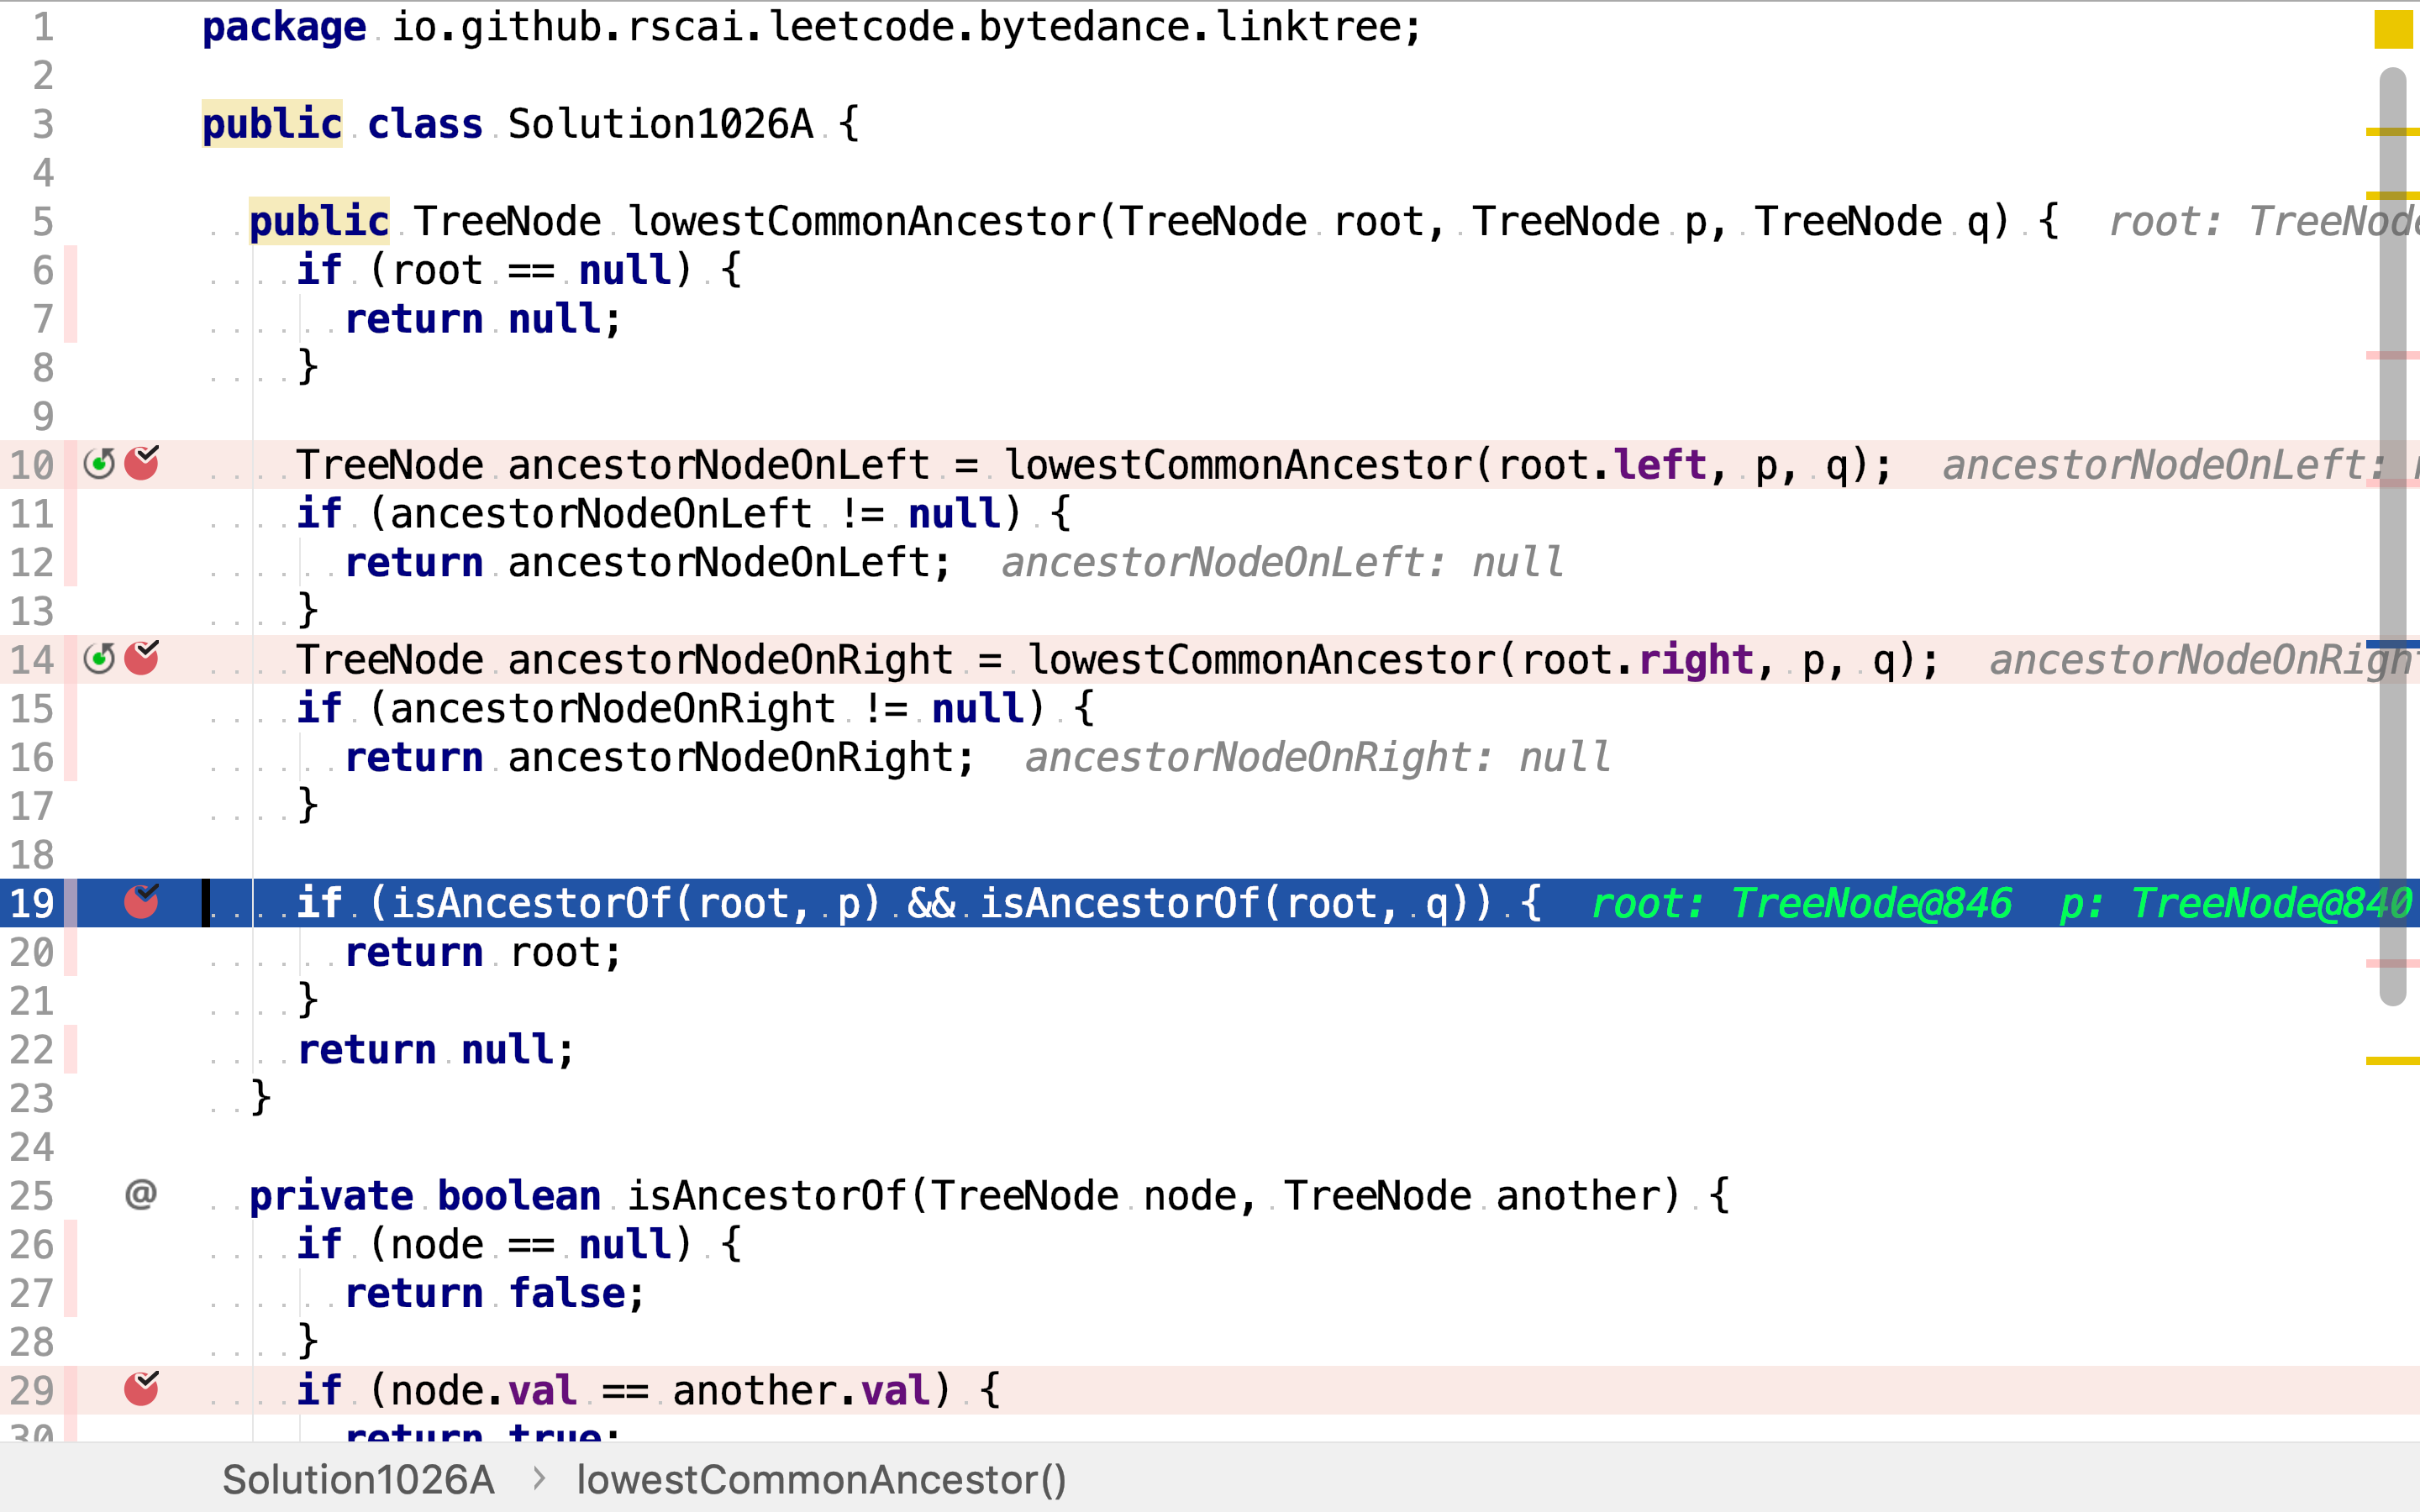 1 package io.github.rscai.leetcode.bytedance.linktree;
2
3 public class Solution1026A {
4
5 public TreeNode lowestCommonAncestor(TreeNode root, TreeNode p, TreeNode q) { root: TreeNode
6 if (root == null) {
7 return null;
8 }
9
10 TreeNode ancestorNodeOnLeft = lowestCommonAncestor(root.left, p, q); ancestorNodeOnLeft:
11 if (ancestorNodeOnLeft != null) {
12 return ancestorNodeOnLeft; ancestorNodeOnLeft: null
13 }
14 TreeNode ancestorNodeOnRight = lowestCommonAncestor(root.right, p, q); ancestorNodeOnRight
15 if (ancestorNodeOnRight != null) {
16 return ancestorNodeOnRight; ancestorNodeOnRight: null
17 }
18
19 if (isAncestorOf(root, p) && isAncestorOf(root, q)) { root: TreeNode@846 p: TreeNode@840
20 return root;
21 }
22 return null;
23 }
24
25 @ private boolean isAncestorOf(TreeNode node, TreeNode another) {
26 if (node == null) {
27 return false;
28 }
29 if (node.val == another.val) {
30 return true;
Solution1026A › lowestCommonAncestor()